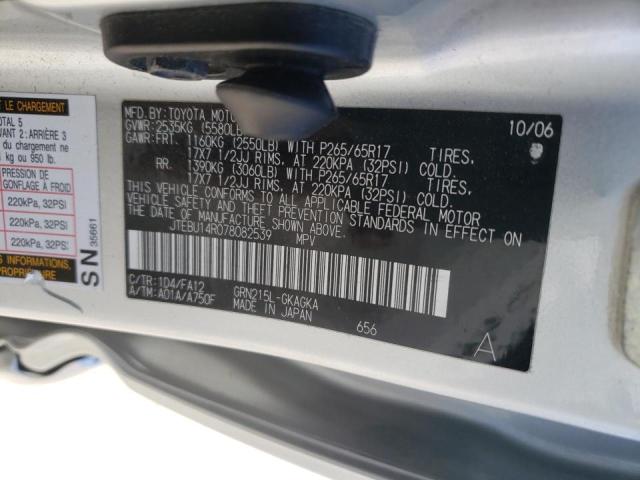 LE CHARGEMENT
TOTAL 5
2 : ARRIÈRE 3
kg ou 950 lb.
PRESSION DE
GONFLAGE À FROID
220kPa, 32PSI
220kPa, 32PSI
220kPa, 32PSI
INFORMATIONS,
PROPRIÉTAIRE
SN 35661
MFD.BY:TOYOTA 10/06
GVWR:2535KG (5580LB
GAWR:FRT. 1160KG (2550LB) WITH P265/65R17 TIRES.
17X7 1/2JJ RIMS. AT 220KPA (32PSI) COLD.
RR. 1390KG (3060LB) WITH P265/65R17 TIRES.
17X7 1/2JJ RIMS. AT 220KPA (32PSI) COLD.
THIS VEHICLE CONFORMS TO ALL APPLICABLE FEDERAL MOTOR
VEHICLE SAFETY AND THEFT PREVENTION STANDARDS IN EFFECT ON
THE DATE OF MANUFACTURE SHOWN ABOVE.
JTEBU14R078082539 MPV
C/TR:1D4/FA12 GRN215L-GKAGKA
A/TM:A01A/A750F MADE IN JAPAN 656 A